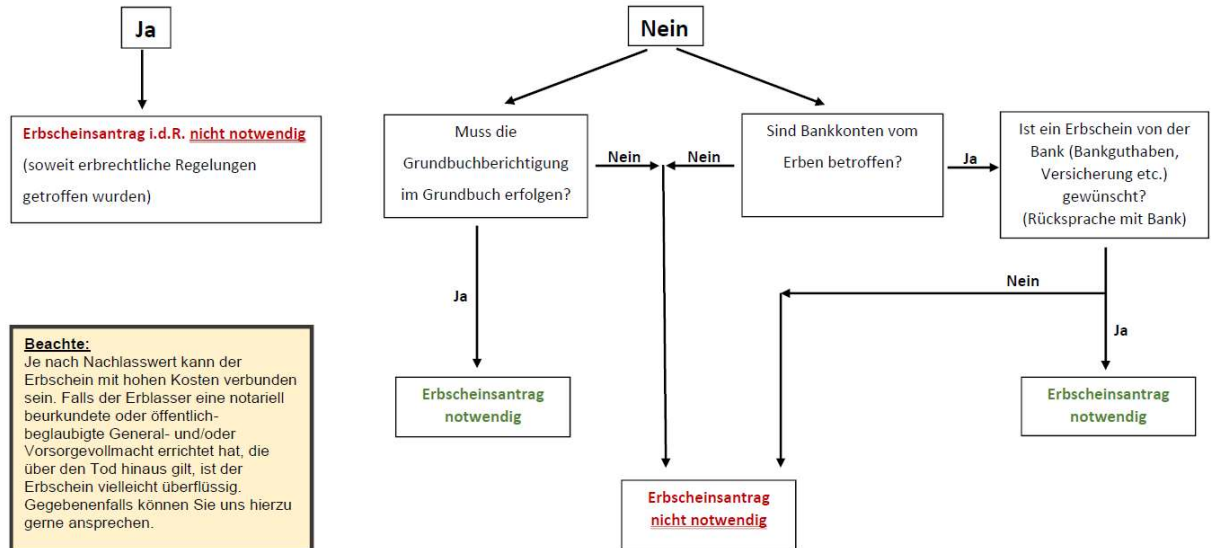 Ja
Nein
Erbscheinsantrag i.d.R. nicht notwendig
(soweit erbrechtliche Regelungen
getroffen wurden)
Muss die
Grundbuchberichtigung
im Grundbuch erfolgen?
Nein
Nein
Sind Bankkonten vom
Erben betroffen?
Ja
Ist ein Erbschein von der
Bank (Bankguthaben,
Versicherung etc.)
gewünscht?
(Rücksprache mit Bank)
Ja
Nein
Ja
Beachte:
Je nach Nachlasswert kann der
Erbschein mit hohen Kosten verbunden
sein. Falls der Erblasser eine notariell
beurkundete oder öffentlich-
beglaubigte General- und/oder
Vorsorgevollmacht errichtet hat, die
über den Tod hinaus gilt, ist der
Erbschein vielleicht überflüssig.
Gegebenenfalls können Sie uns hierzu
gerne ansprechen.
Erbscheinsantrag
notwendig
Erbscheinsantrag
notwendig
Erbscheinsantrag
nicht notwendig